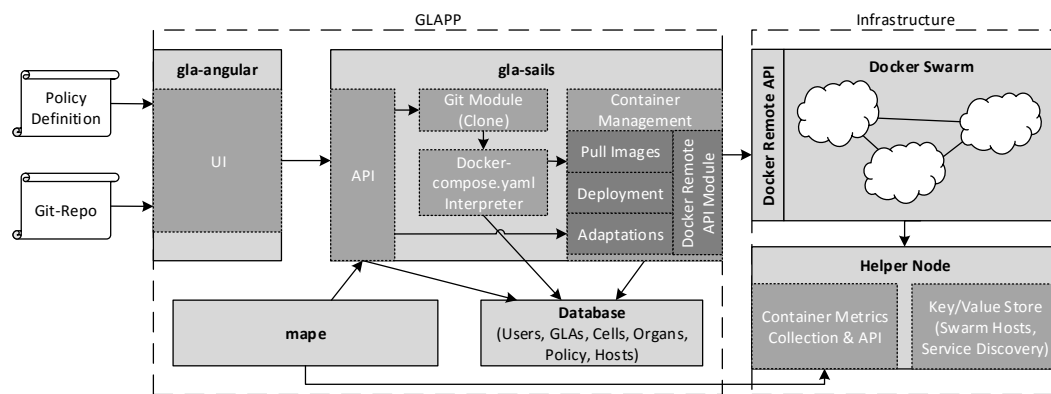 GLAPP
Infrastructure
Policy
Definition
Git-Repo
gla-angular
UI
gla-sails
API
Git Module
(Clone)
Docker-
compose.yaml
Interpreter
Container
Management
Pull Images
Deployment
Adaptations
Docker Remote
API Module
Docker Remote API
Docker Swarm
mape
Database
(Users, GLAs, Cells, Organs,
Policy, Hosts)
Helper Node
Container Metrics
Collection & API
Key/Value Store
(Swarm Hosts,
Service Discovery)